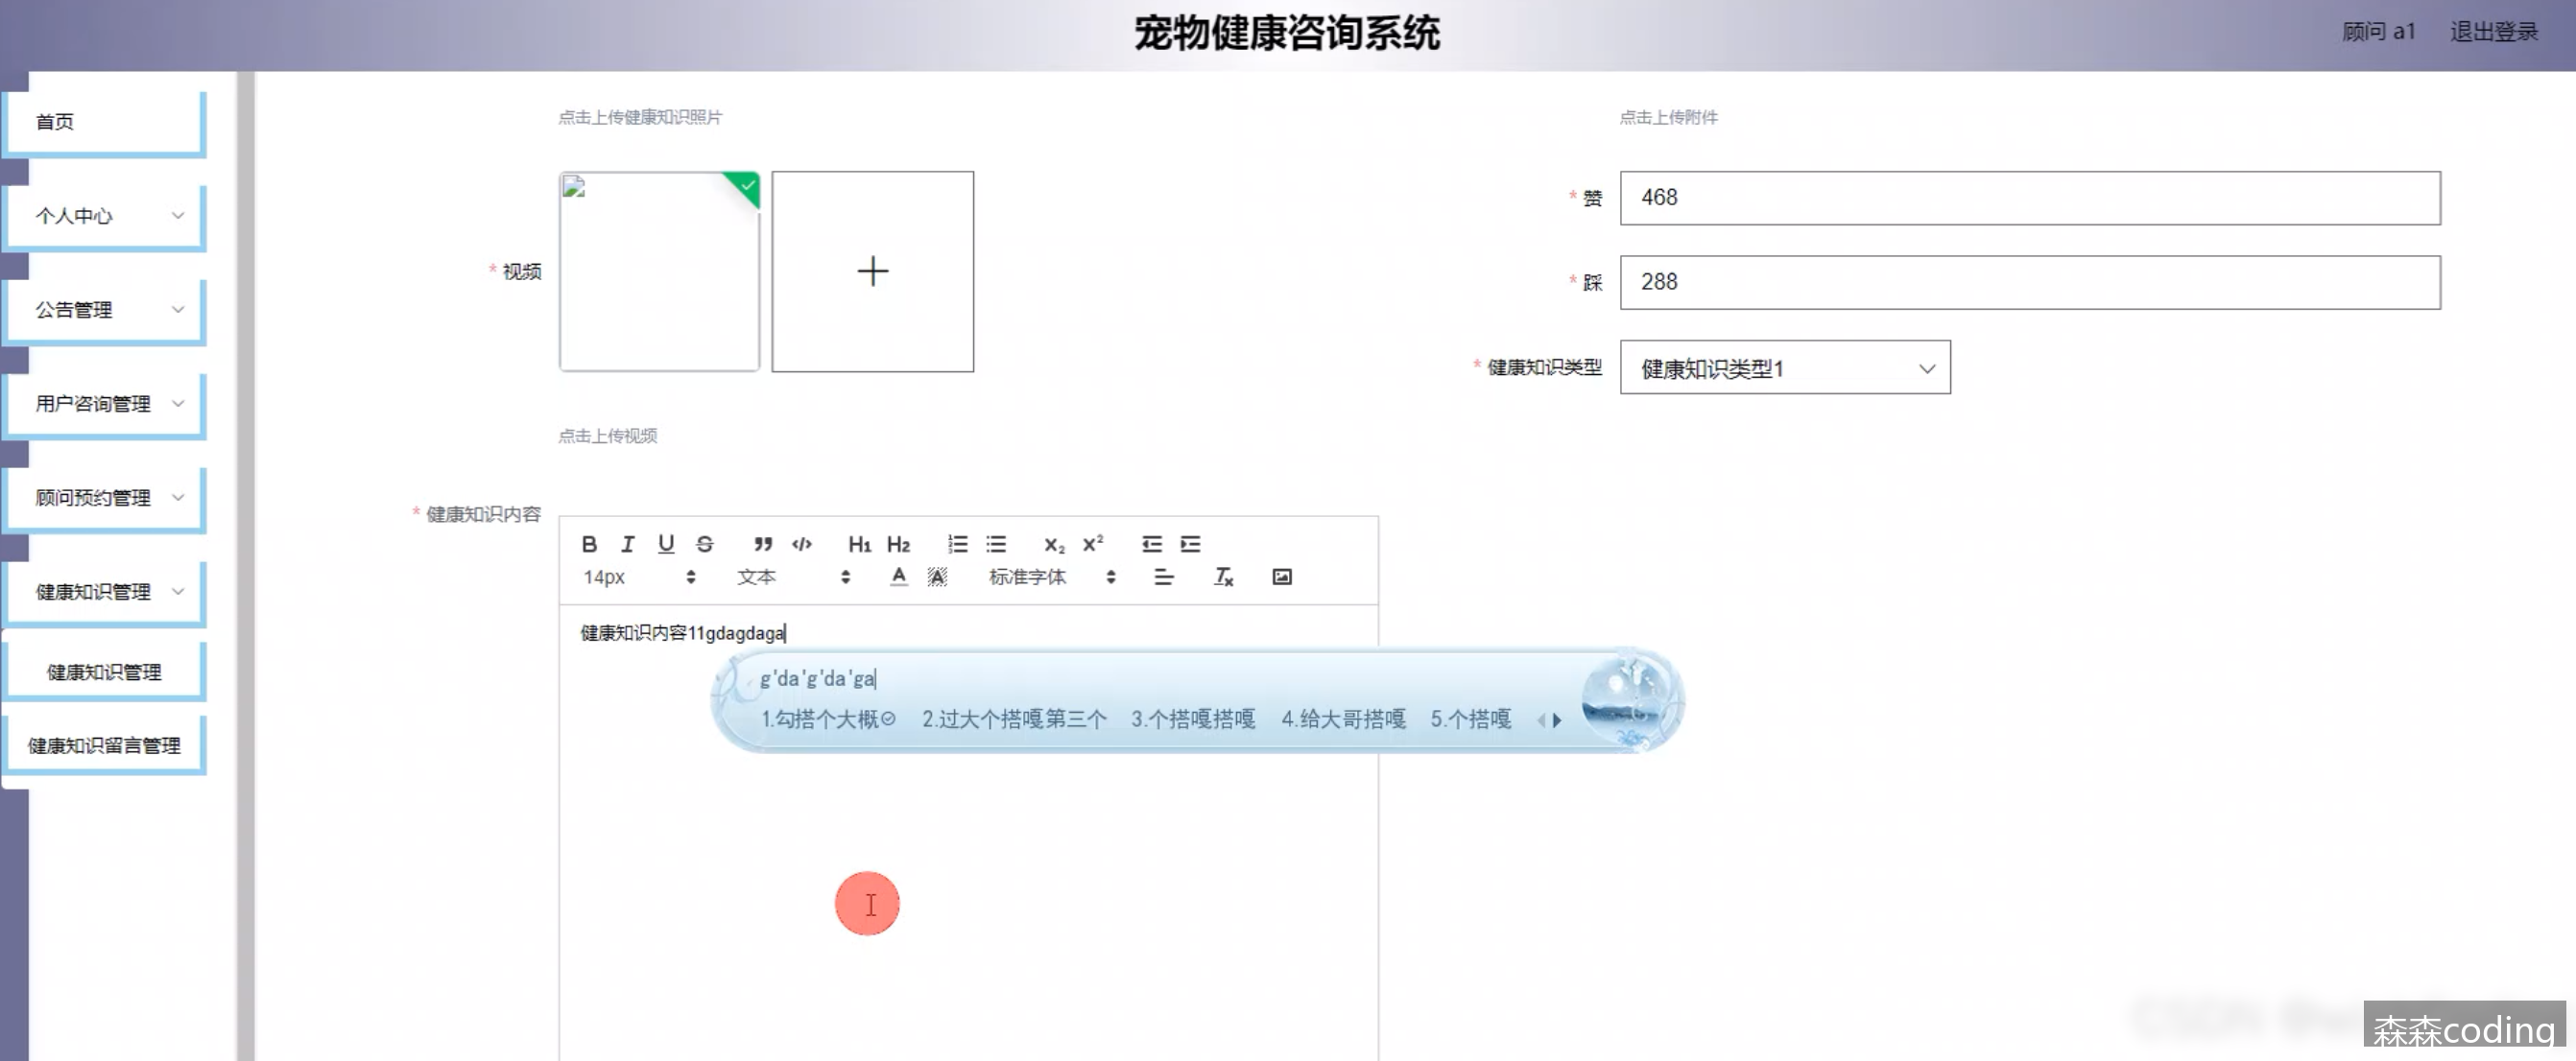 宠物健康咨询系统
顾问 a1 退出登录
首页
个人中心
公告管理
用户咨询管理
顾问预约管理
健康知识管理
健康知识管理
健康知识留言管理
点击上传健康知识照片
* 视频
点击上传视频
点击上传附件
* 赞 468
* 踩 288
* 健康知识类型 健康知识类型1
* 健康知识内容
B I U S ” </> H1 H2 X2 X2
14px 文本 A A 标准字体 Tx
健康知识内容11gdagdaga
g'da'g'da'ga
1.勾搭个大概 2.过大个搭嘎第三个 3.个搭嘎搭嘎 4.给大哥搭嘎 5.个搭嘎
森森coding